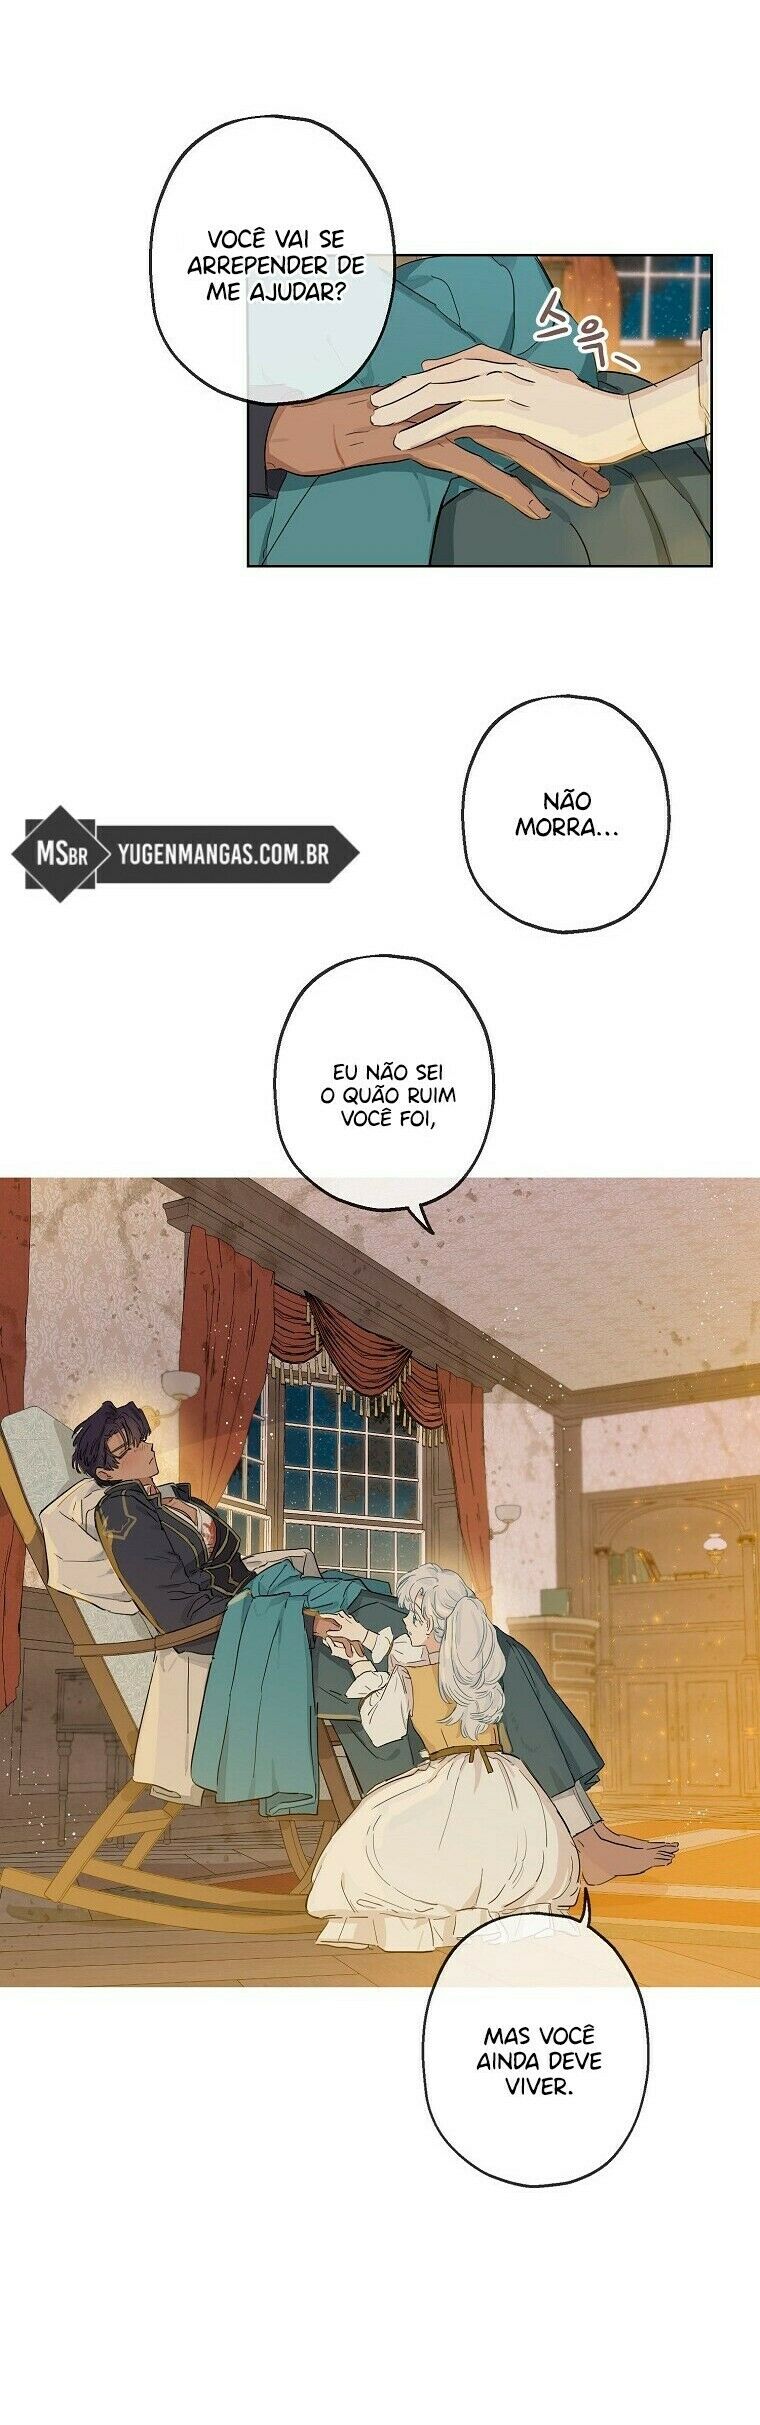 VOCÊ VAI SE
ARREPENDER DE
ME AJUDAR?
스윽-
NÃO
MORRA...
MSBR YUGENMANGAS.COM.BR
EU NÃO SEI
O QUÃO RUIM
VOCÊ FOI,
MAS VOCÊ
AINDA DEVE
VIVER.